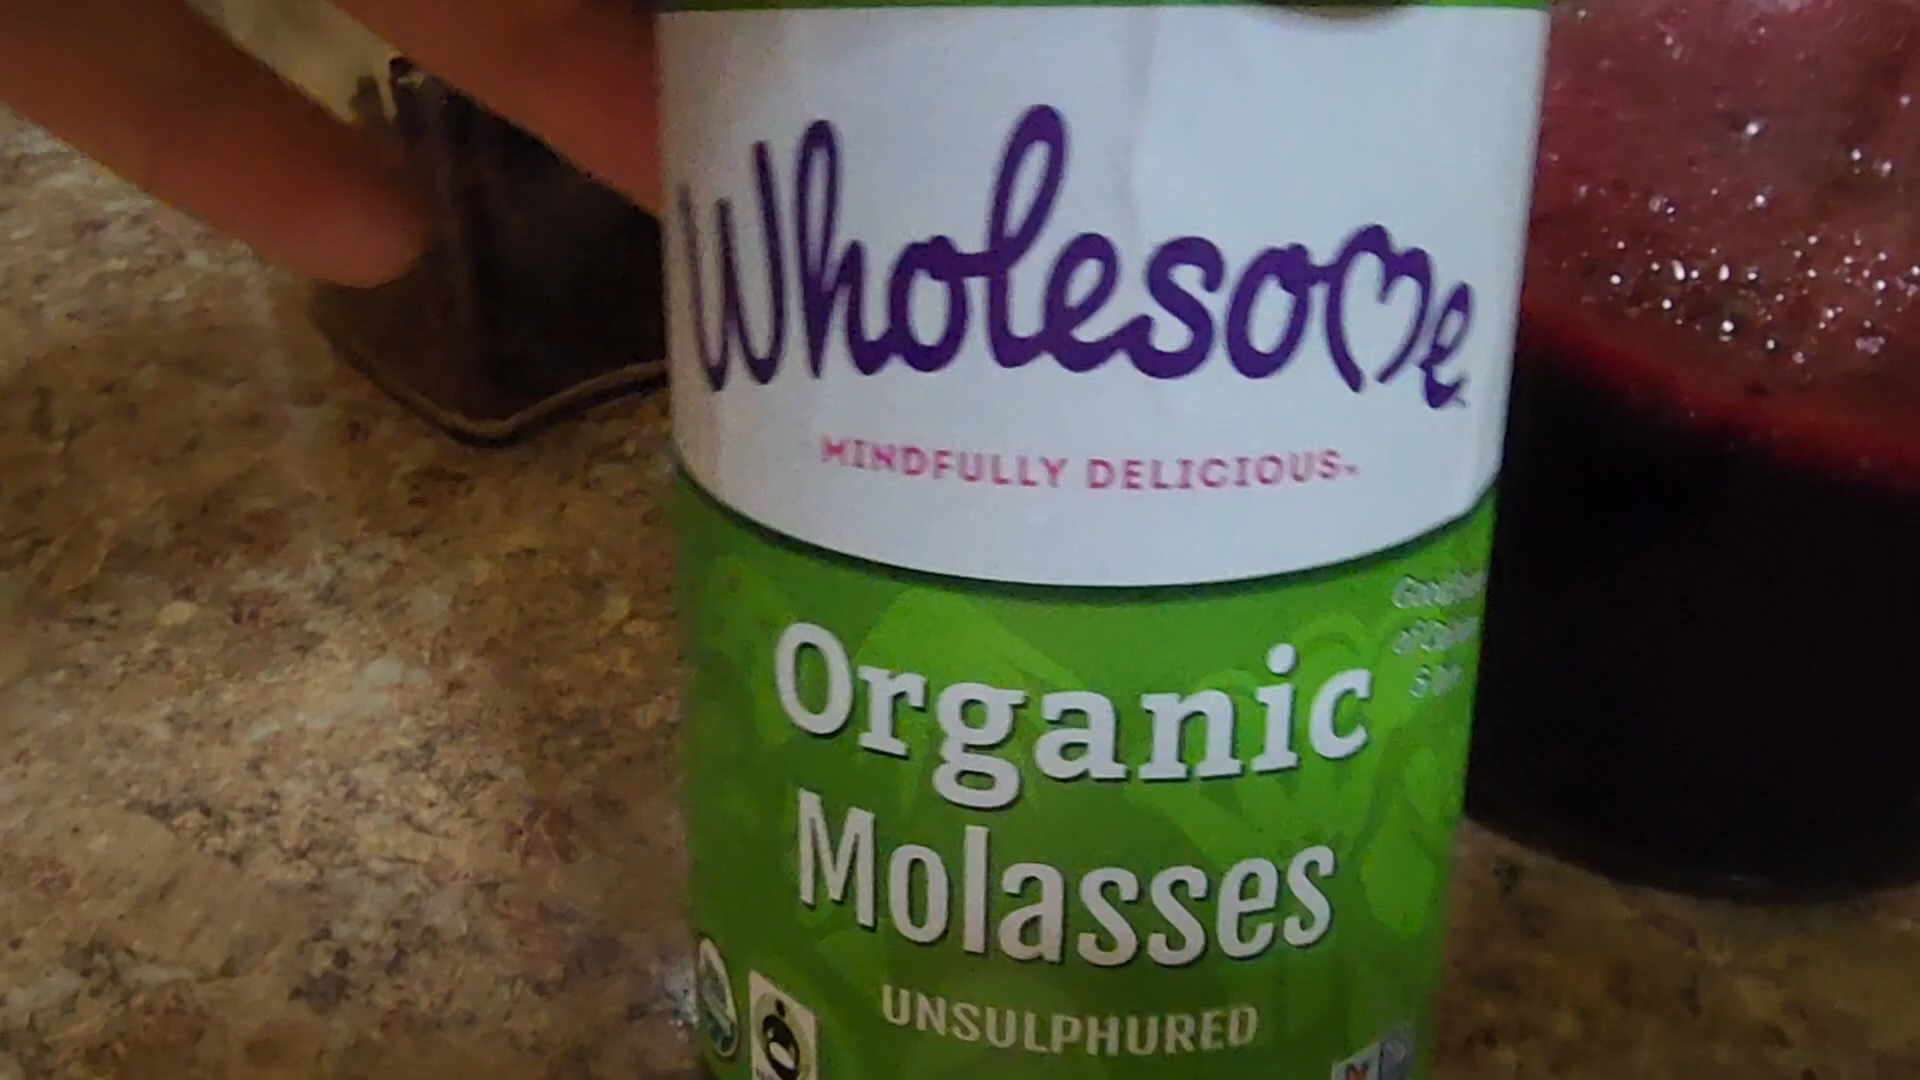 Wholesome
MINDFULLY DELICIOUS
Organic
Molasses
UNSULPHURED